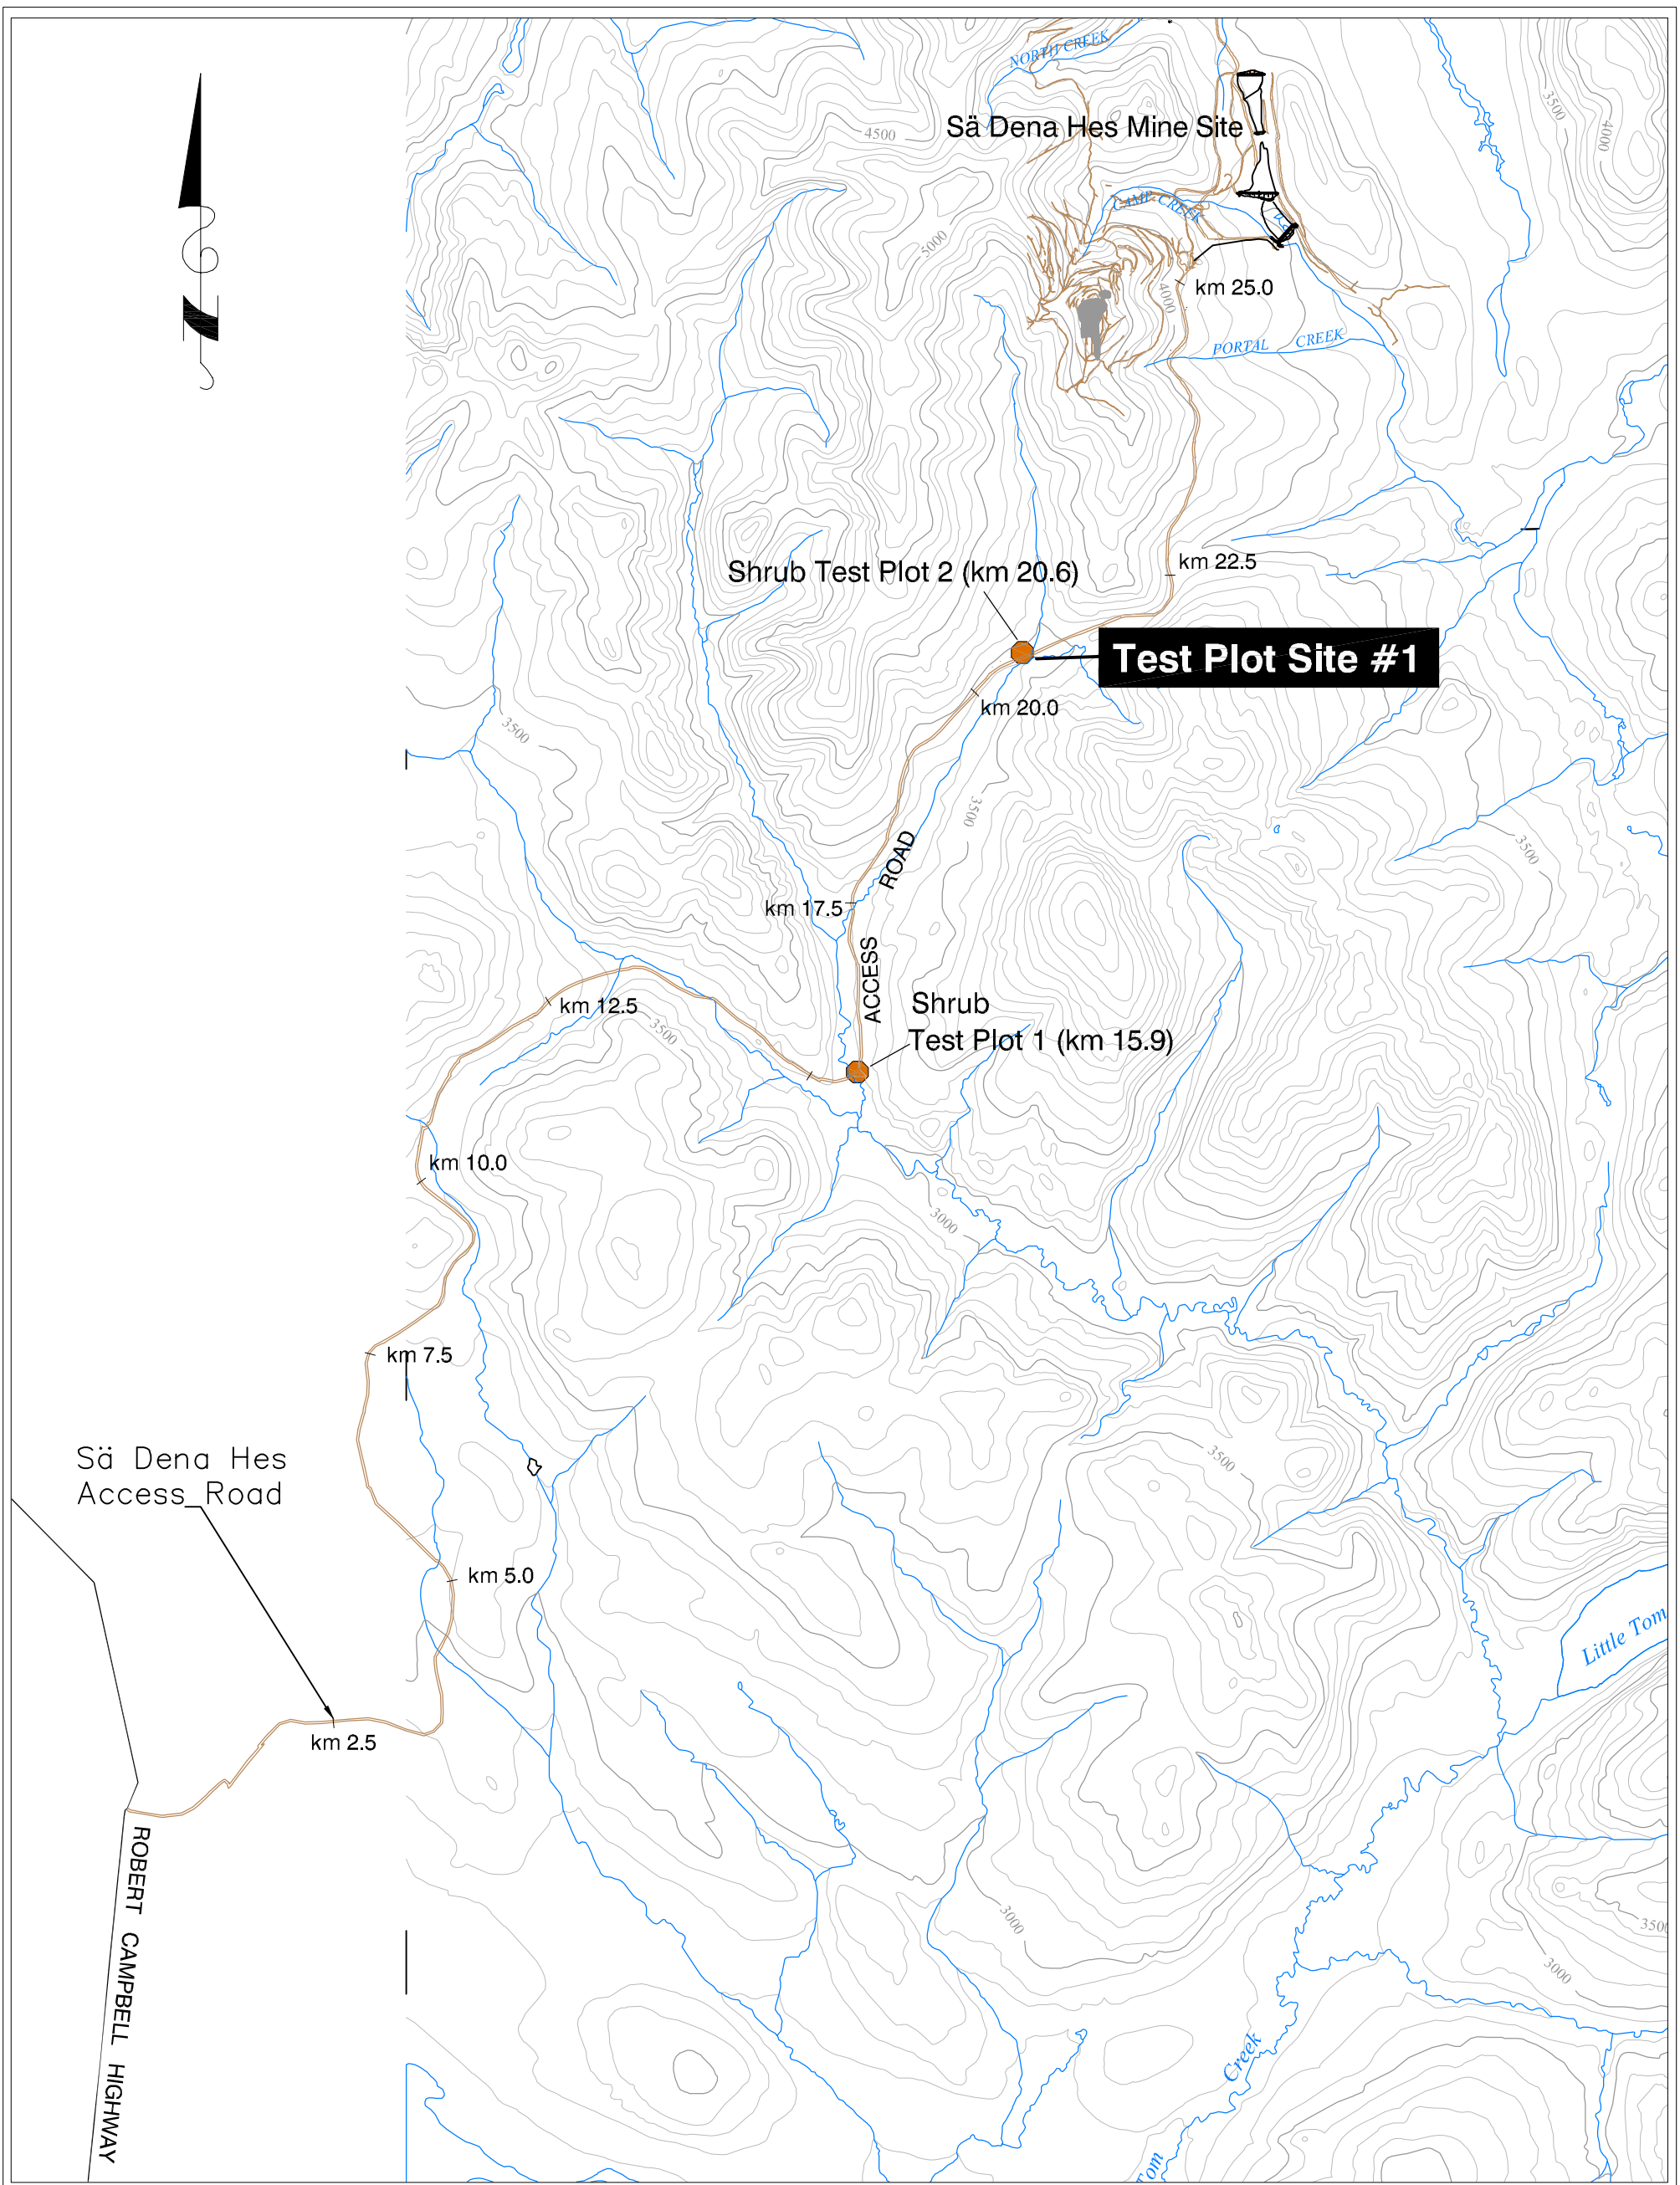 NORTH CREEK
3500
4000
4500
Sä Dena Hes Mine Site
CAMP CREEK
5000
km 25.0
4000
PORTAL CREEK
km 22.5
Shrub Test Plot 2 (km 20.6)
Test Plot Site #1
km 20.0
3500
3500
3500
ROAD
km 17.5
ACCESS
Shrub
Test Plot 1 (km 15.9)
km 12.5
3500
km 10.0
3000
km 7.5
3500
Sä Dena Hes
Access Road
km 5.0
Little Tom
km 2.5
ROBERT CAMPBELL HIGHWAY
3000
3500
3000
Creek
Tom